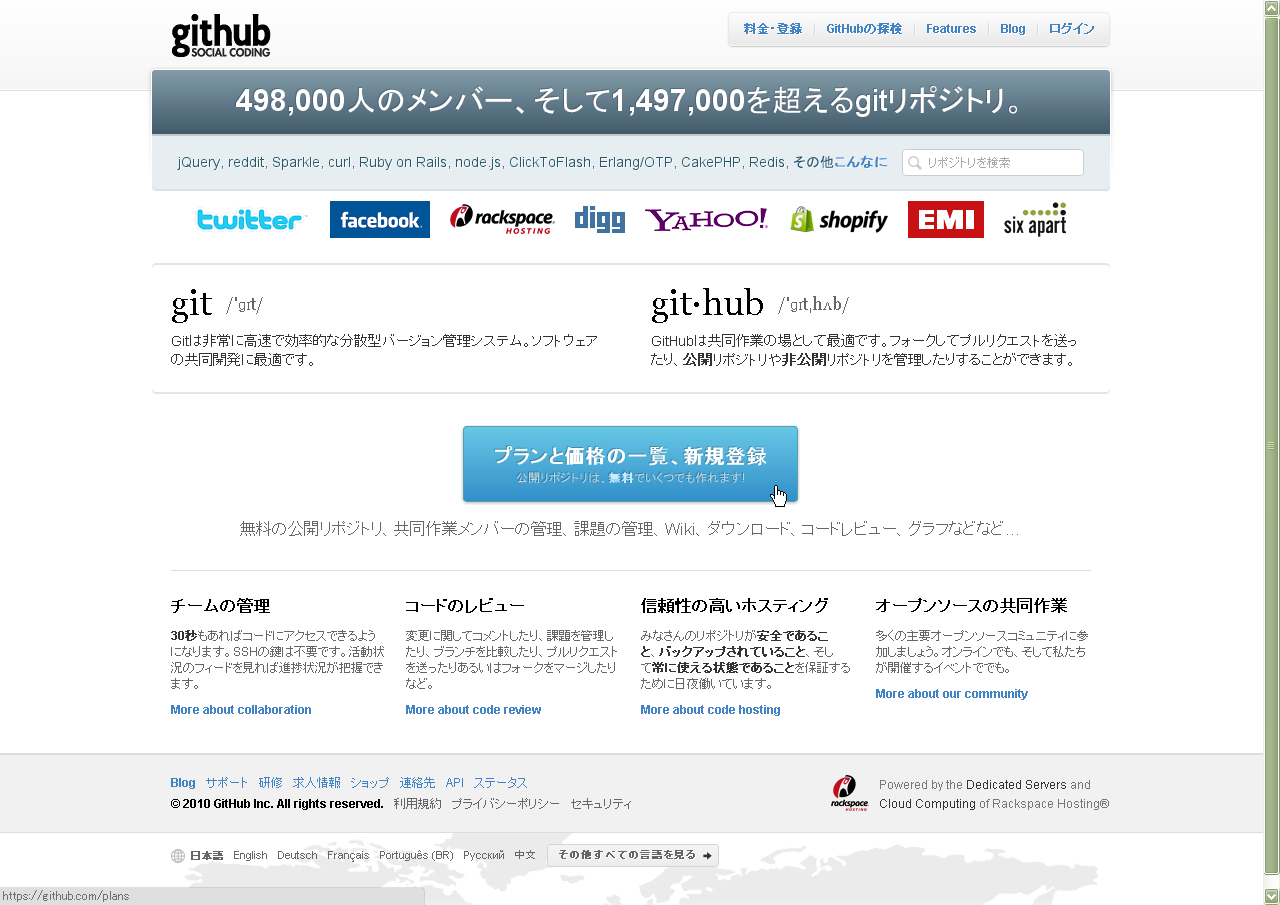 github
SOCIAL CODING
料金・登録 GitHubの探検 Features Blog ログイン
498,000人のメンバー、そして1,497,000を超えるgitリポジトリ。
jQuery, reddit, Sparkle, curl, Ruby on Rails, node.js, ClickToFlash, Erlang/OTP, CakePHP, Redis, その他こんなに リポジトリを検索
twitter facebook. rackspace. HOSTING digg YAHOO! shopify EMI six apart
git /ˈgɪt/
Gitは非常に高速で効率的な分散型バージョン管理システム。ソフトウェア
の共同開発に最適です。
git·hub /ˈgɪt,hʌb/
GitHubは共同作業の場として最適です。フォークしてプルリクエストを送っ
たり、公開リポジトリや非公開リポジトリを管理したりすることができます。
プランと価格の一覧、新規登録
公開リポジトリは、無料でいくつでも作れます!
無料の公開リポジトリ、共同作業メンバーの管理、課題の管理、Wiki、ダウンロード、コードレビュー、グラフなどなど…
チームの管理
30秒もあればコードにアクセスできるよう
になります。SSHの鍵は不要です。活動状
況のフィードを見れば進捗状況が把握でき
ます。
More about collaboration
コードのレビュー
変更に関してコメントしたり、課題を管理し
たり、ブランチを比較したり、プルリクエスト
を送ったりあるいはフォークをマージしたり
など。
More about code review
信頼性の高いホスティング
みなさんのリポジトリが安全であるこ
と、バックアップされていること、そし
て常に使える状態であることを保証する
ために日夜働いています。
More about code hosting
オープンソースの共同作業
多くの主要オープンソースコミュニティに参
加しましょう。オンラインでも、そして私たち
が開催するイベントででも。
More about our community
Blog サポート 研修 求人情報 ショップ 連絡先 API ステータス
© 2010 GitHub Inc. All rights reserved. 利用規約 プライバシーポリシー セキュリティ
rackspace. HOSTING
Powered by the Dedicated Servers and
Cloud Computing of Rackspace Hosting®
日本語 English Deutsch Français Português (BR) Русский 中文 その他すべての言語を見る
https://github.com/plans